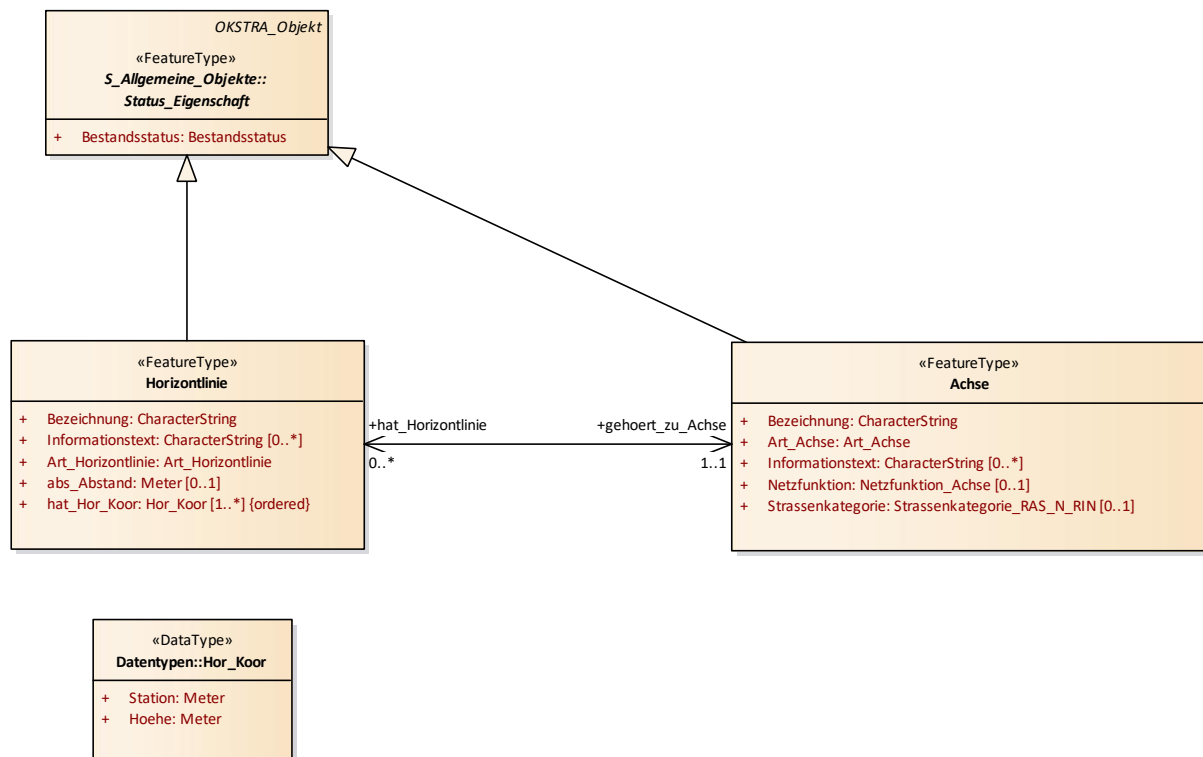 OKSTRA_Objekt
«FeatureType»
S_Allgemeine_Objekte::
Status_Eigenschaft
+ Bestandsstatus: Bestandsstatus
«FeatureType»
Horizontlinie
+ Bezeichnung: CharacterString
+ Informationstext: CharacterString [0..*]
+ Art_Horizontlinie: Art_Horizontlinie
+ abs_Abstand: Meter [0..1]
+ hat_Hor_Koor: Hor_Koor [1..*] {ordered}
+hat_Horizontlinie
0..*
+gehoert_zu_Achse
1..1
«FeatureType»
Achse
+ Bezeichnung: CharacterString
+ Art_Achse: Art_Achse
+ Informationstext: CharacterString [0..*]
+ Netzfunktion: Netzfunktion_Achse [0..1]
+ Strassenkategorie: Strassenkategorie_RAS_N_RIN [0..1]
«DataType»
Datentypen::Hor_Koor
+ Station: Meter
+ Hoehe: Meter